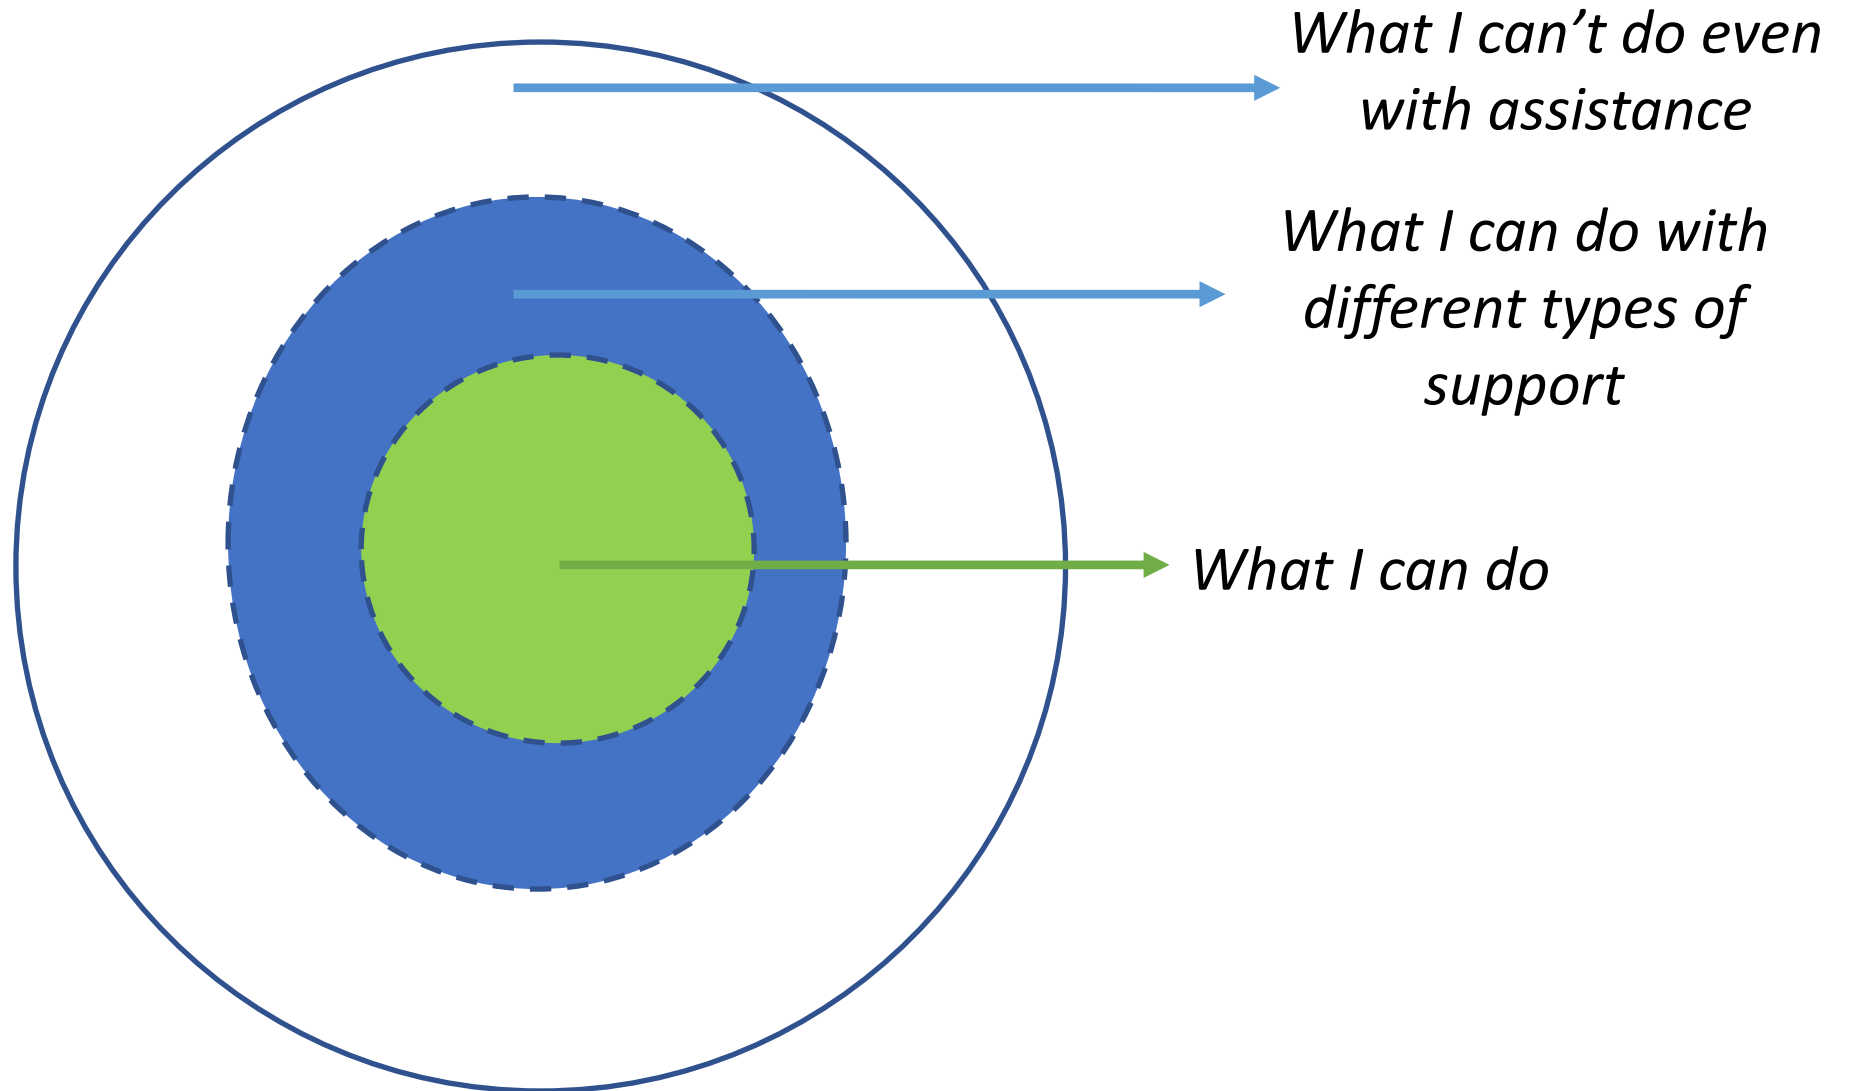 What I can’t do even
with assistance
What I can do with
different types of
support
What I can do